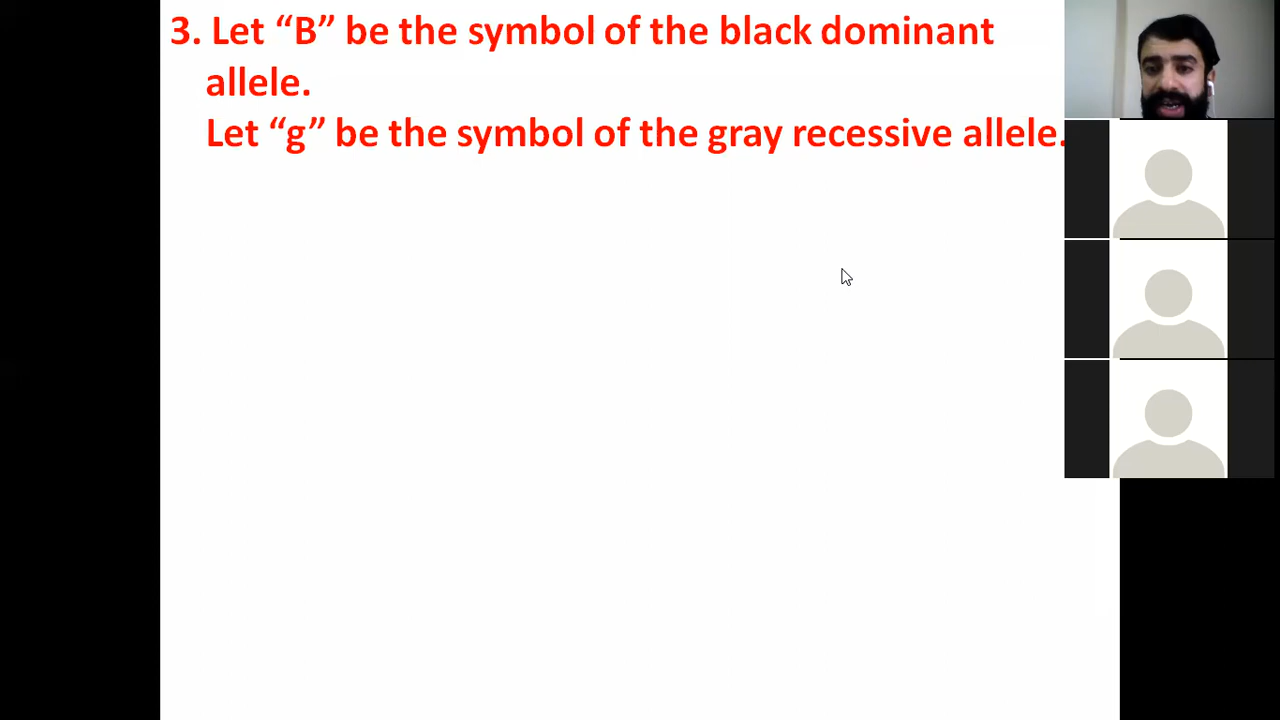 3. Let “B” be the symbol of the black dominant
allele.
Let “g” be the symbol of the gray recessive allele.